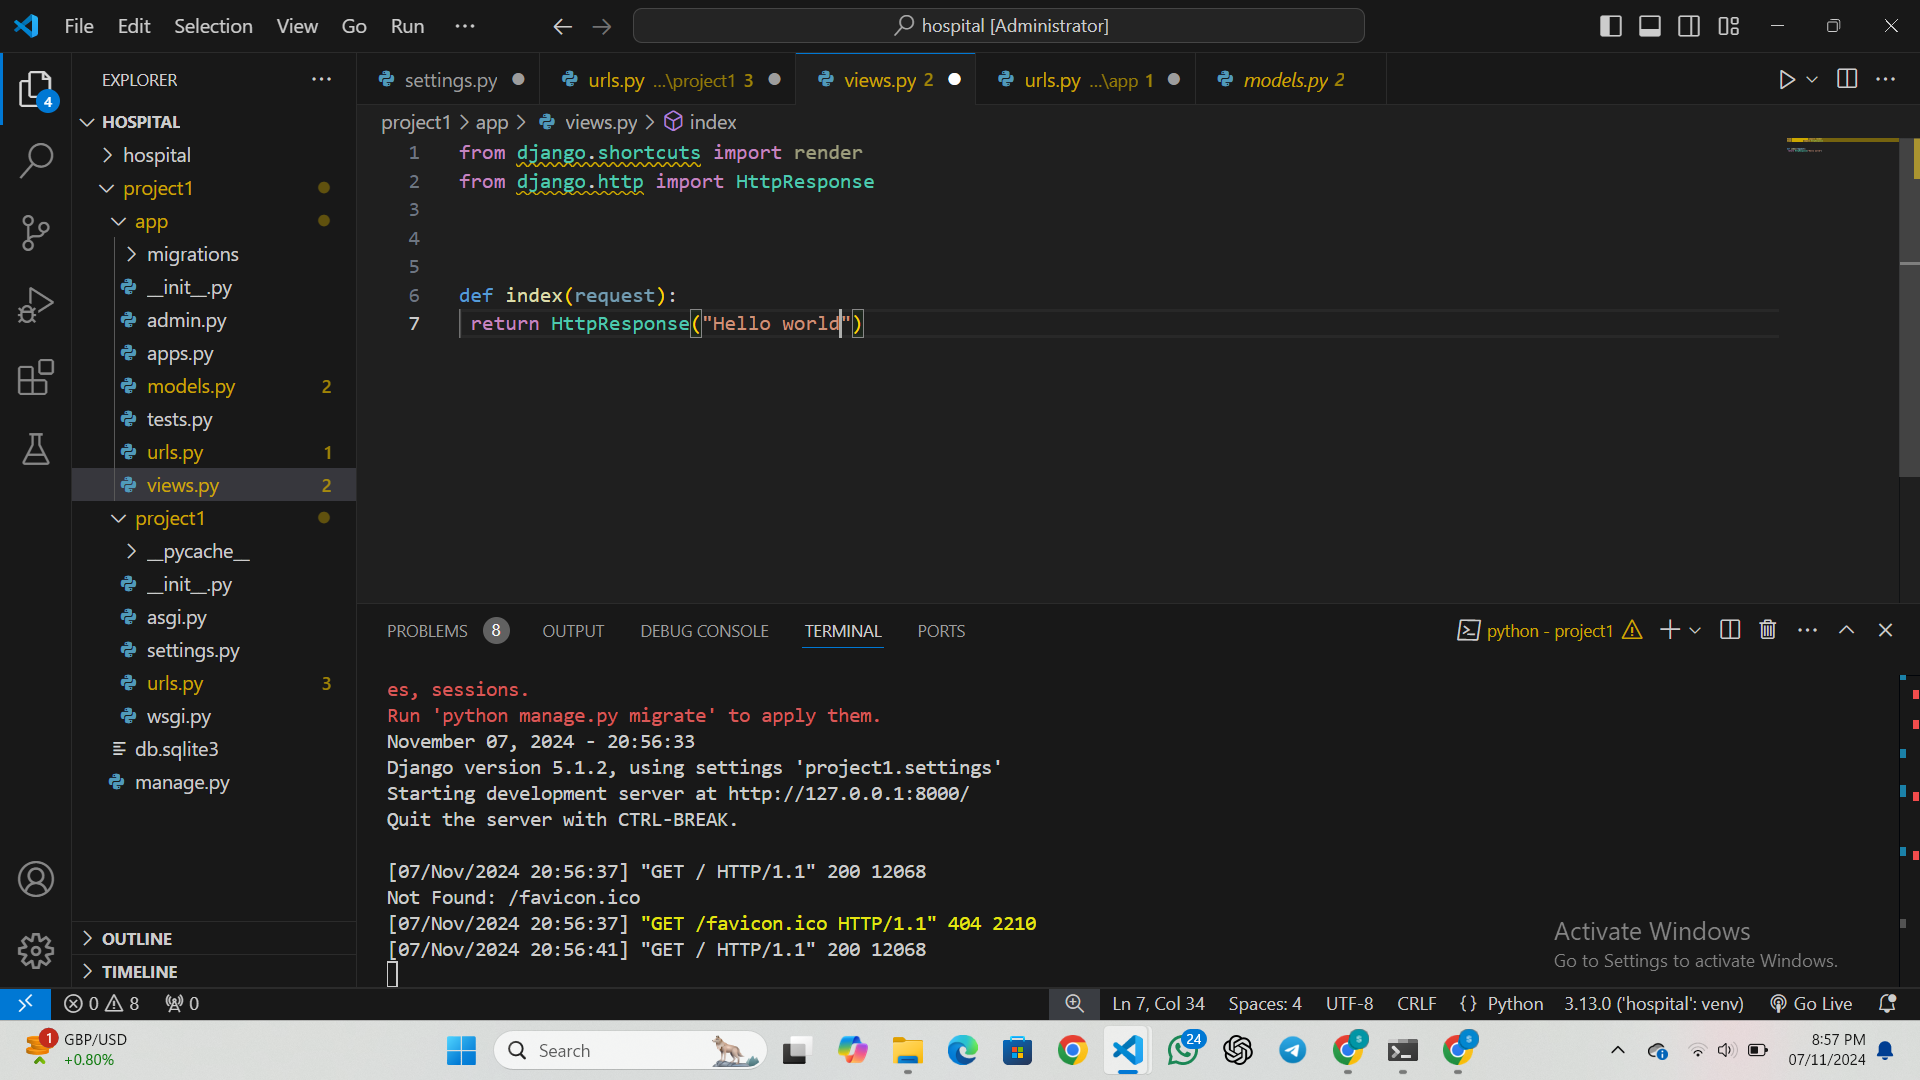 File Edit Selection View Go Run ···
hospital [Administrator]
EXPLORER ···
settings.py
urls.py ...\project1 3
views.py 2
urls.py ...\app 1
models.py 2
4
HOSPITAL
hospital
project1
app
migrations
__init__.py
admin.py
apps.py
models.py 2
tests.py
urls.py 1
views.py 2
project1
__pycache__
__init__.py
asgi.py
settings.py
urls.py 3
wsgi.py
db.sqlite3
manage.py
OUTLINE
TIMELINE
project1 > app > views.py > index
1 from django.shortcuts import render
2 from django.http import HttpResponse
3
4
5
6 def index(request):
7 return HttpResponse("Hello world")
PROBLEMS 8 OUTPUT DEBUG CONSOLE TERMINAL PORTS
python - project1
es, sessions.
Run 'python manage.py migrate' to apply them.
November 07, 2024 - 20:56:33
Django version 5.1.2, using settings 'project1.settings'
Starting development server at http://127.0.0.1:8000/
Quit the server with CTRL-BREAK.
[07/Nov/2024 20:56:37] "GET / HTTP/1.1" 200 12068
Not Found: /favicon.ico
[07/Nov/2024 20:56:37] "GET /favicon.ico HTTP/1.1" 404 2210
[07/Nov/2024 20:56:41] "GET / HTTP/1.1" 200 12068
Activate Windows
Go to Settings to activate Windows.
0 8 0
Ln 7, Col 34 Spaces: 4 UTF-8 CRLF {} Python 3.13.0 ('hospital': venv) Go Live
1
GBP/USD
+0.80%
Search
24
S
S
8:57 PM
07/11/2024